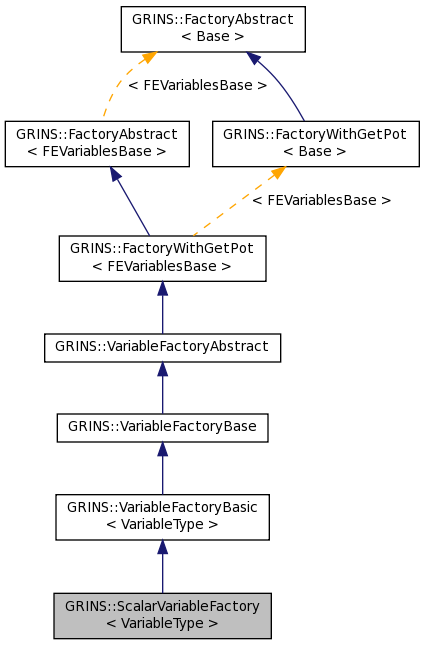 GRINS::FactoryAbstract
< Base >
< FEVariablesBase >
GRINS::FactoryAbstract
< FEVariablesBase >
GRINS::FactoryWithGetPot
< Base >
< FEVariablesBase >
GRINS::FactoryWithGetPot
< FEVariablesBase >
GRINS::VariableFactoryAbstract
GRINS::VariableFactoryBase
GRINS::VariableFactoryBasic
< VariableType >
GRINS::ScalarVariableFactory
< VariableType >